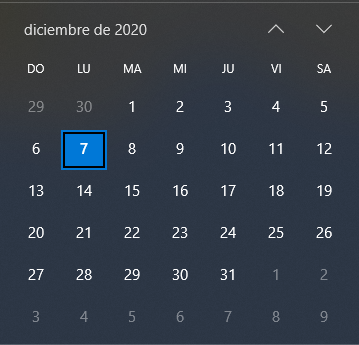 diciembre de 2020
DO LU MA MI JU VI SA
29 30 1 2 3 4 5
6 7 8 9 10 11 12
13 14 15 16 17 18 19
20 21 22 23 24 25 26
27 28 29 30 31 1 2
3 4 5 6 7 8 9